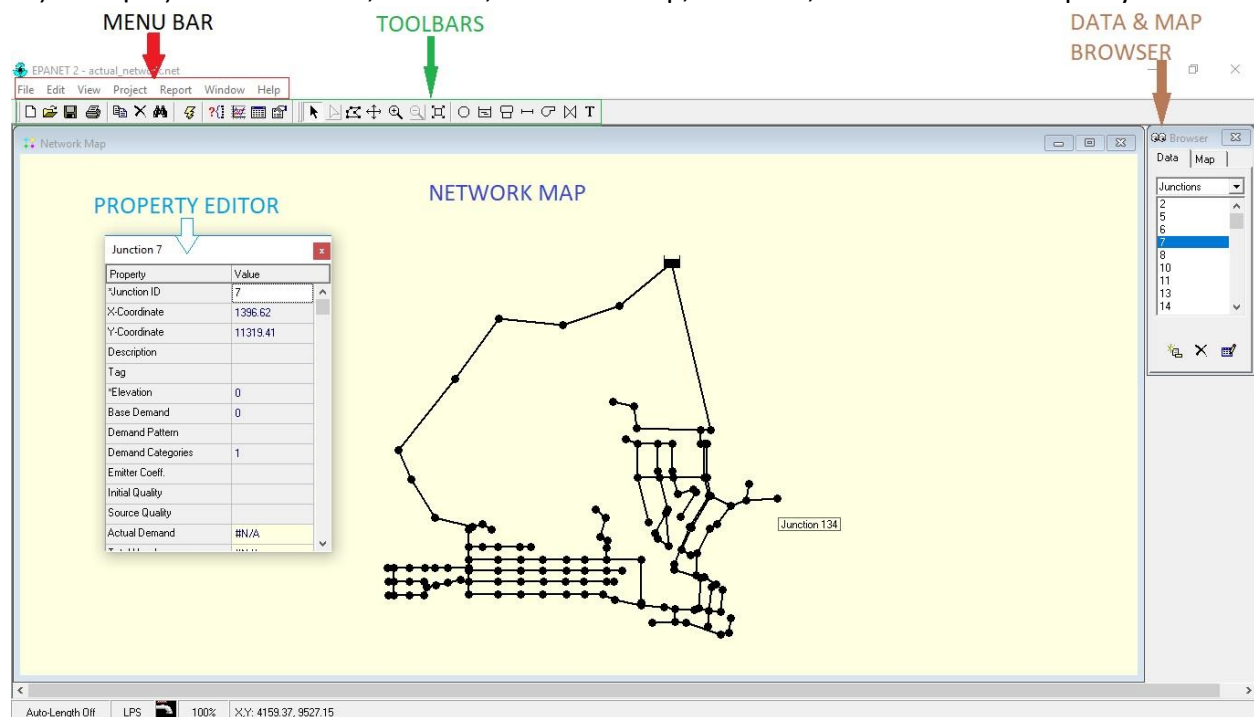 MENU BAR
TOOLBARS
DATA & MAP
BROWSER
EPANET 2 - actual_network.net
File Edit View Project Report Window Help
T
Network Map
Browser
Data Map
Junctions
2
5
6
7
8
10
11
13
14
NETWORK MAP
PROPERTY EDITOR
Junction 7
Property Value
*Junction ID 7
X-Coordinate 1396.62
Y-Coordinate 11319.41
Description
Tag
*Elevation 0
Base Demand 0
Demand Pattern
Demand Categories 1
Emitter Coeff.
Initial Quality
Source Quality
Actual Demand #N/A
Junction 134
Auto-Length Off LPS 100% X,Y: 4159.37, 9527.15